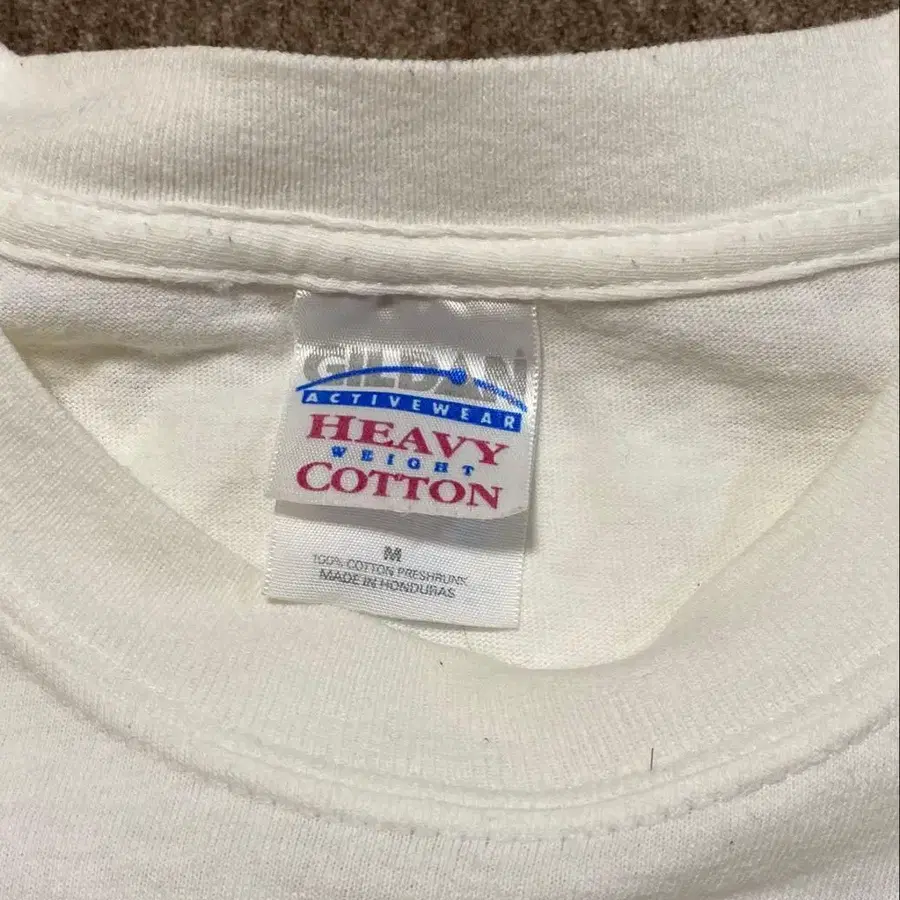 GILDAN
ACTIVEWEAR
HEAVY
WEIGHT
COTTON
M
100% COTTON PRESHRUNK
MADE IN HONDURAS